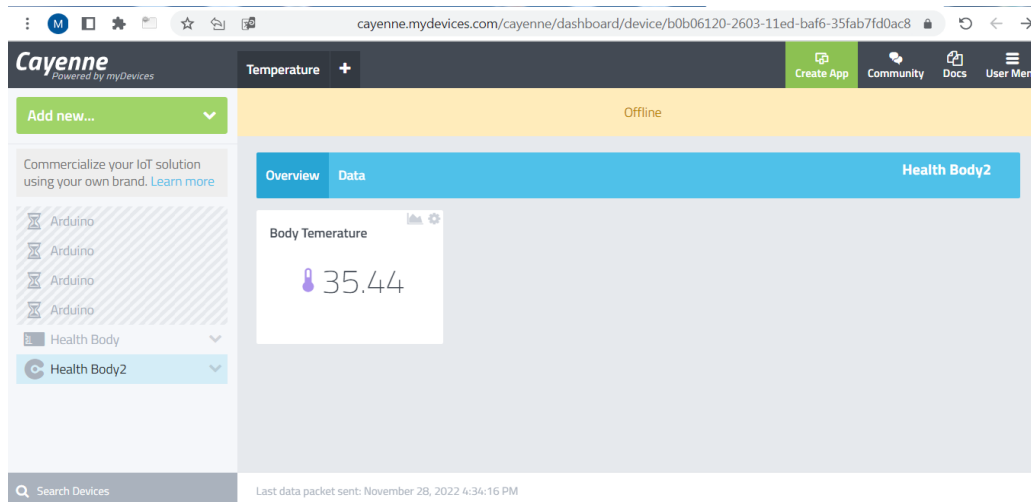 M
cayenne.mydevices.com/cayenne/dashboard/device/b0b06120-2603-11ed-baf6-35fab7fd0ac8
Cayenne
Powered by myDevices
Temperature +
Create App
Community
Docs
User Men
Add new...
Offline
Commercialize your IoT solution
using your own brand. Learn more
Overview Data
Health Body2
Arduino
Arduino
Arduino
Arduino
Health Body
Health Body2
Body Temerature
35.44
Search Devices
Last data packet sent: November 28, 2022 4:34:16 PM